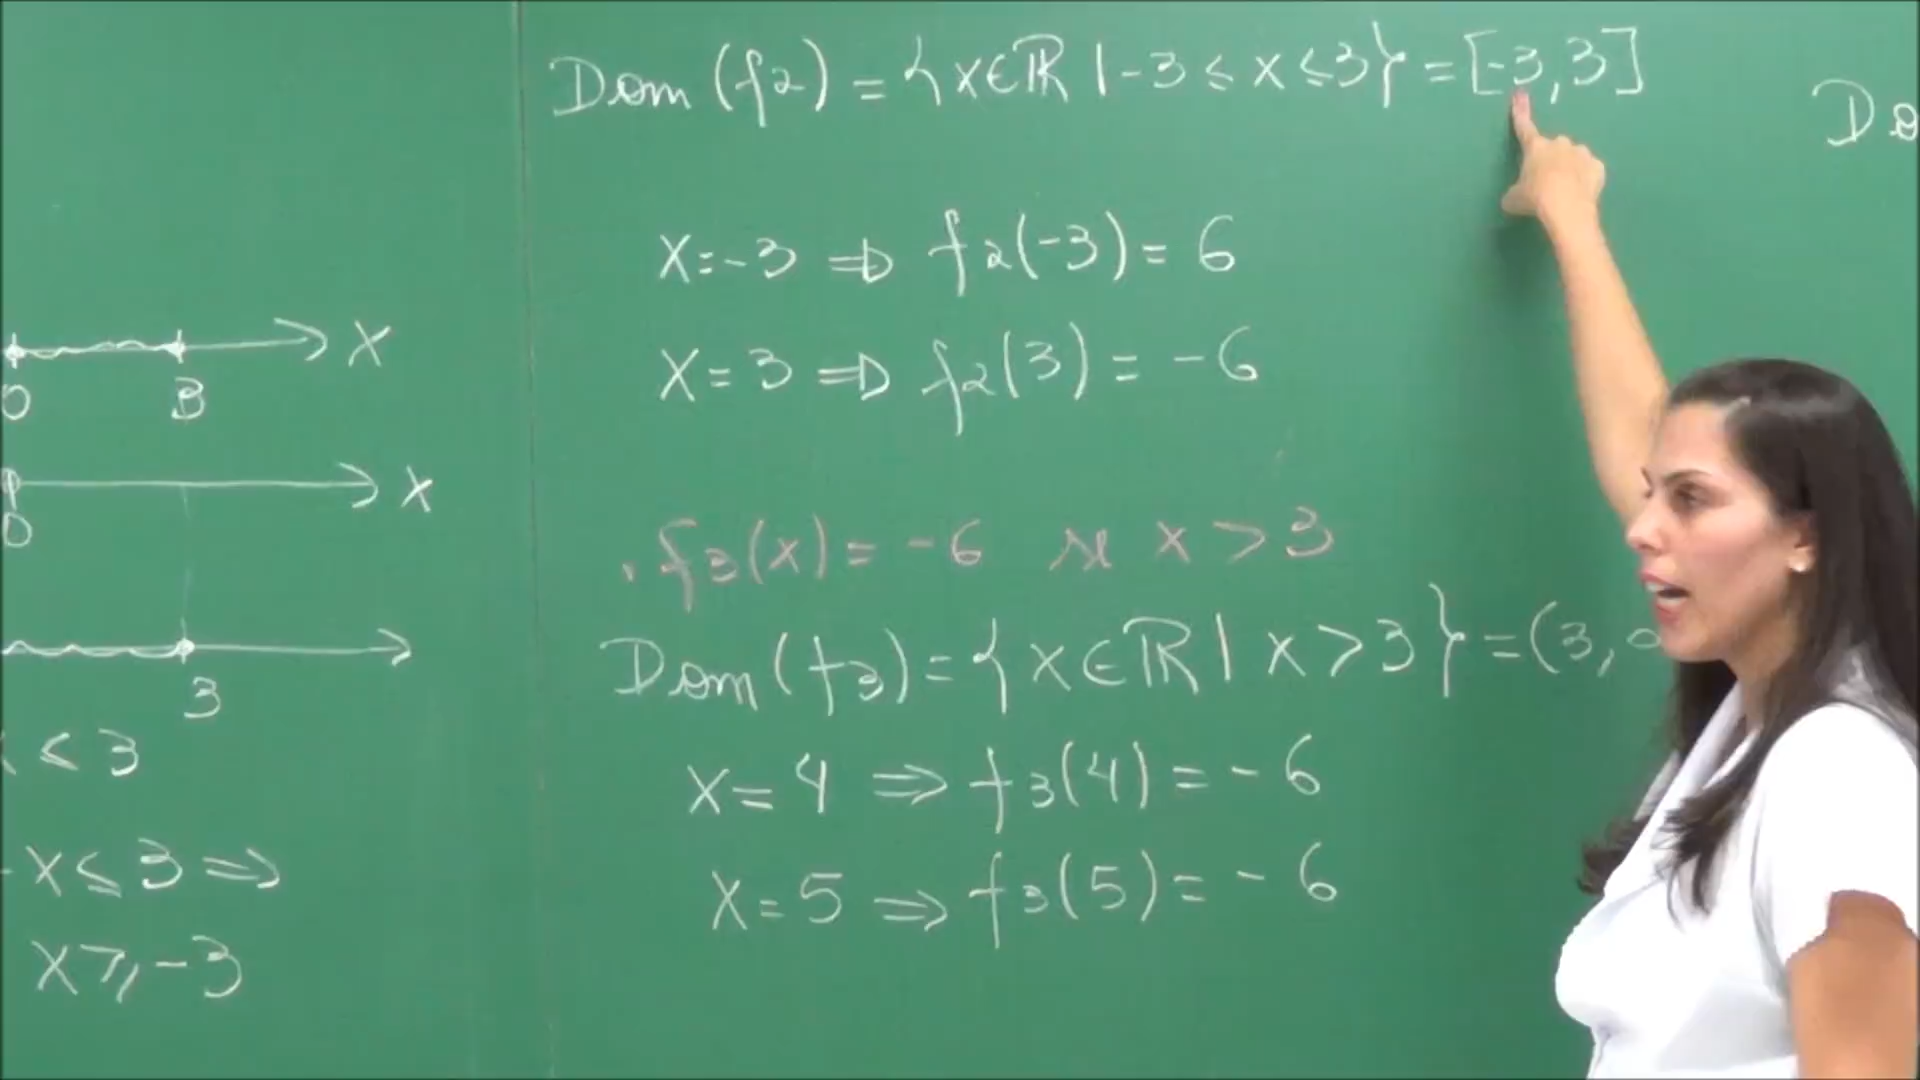 Dom (f2) = {x∈ℝ | -3 ≤ x ≤ 3} = [-3, 3]
Do
x = -3 ⇒ f2(-3) = 6
x = 3 ⇒ f2(3) = -6
x
0 3
x
0
3
≤ 3
-x ≤ 3 ⇒
x ≥ -3
. f3(x) = -6 se x > 3
Dom (f3) = {x∈ℝ | x > 3} = (3,
x = 4 ⇒ f3(4) = -6
x = 5 ⇒ f3(5) = -6